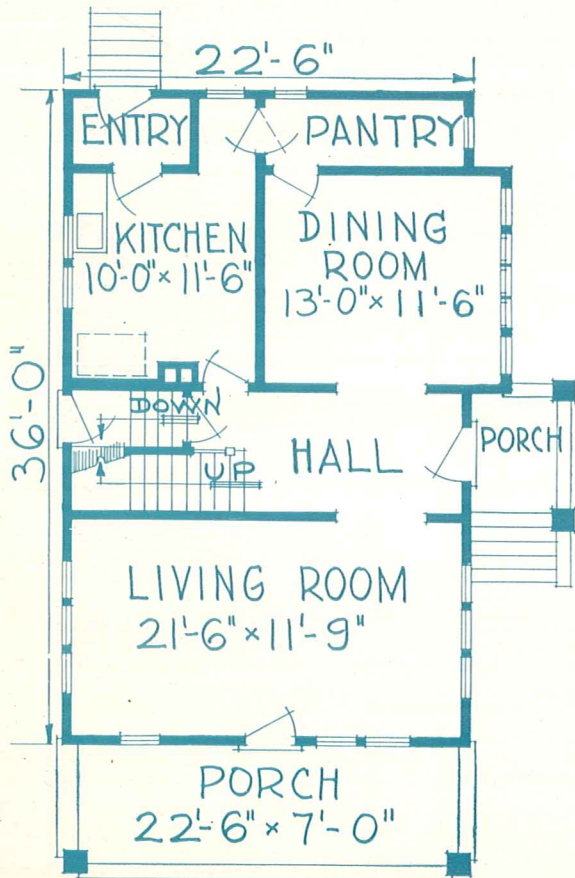 22'-6"
ENTRY
PANTRY
KITCHEN
10'-0" × 11'-6"
DINING
ROOM
13'-0" × 11'-6"
36'-0"
DOWN
UP
HALL
PORCH
LIVING ROOM
21'-6" × 11'-9"
PORCH
22'-6" × 7'-0"